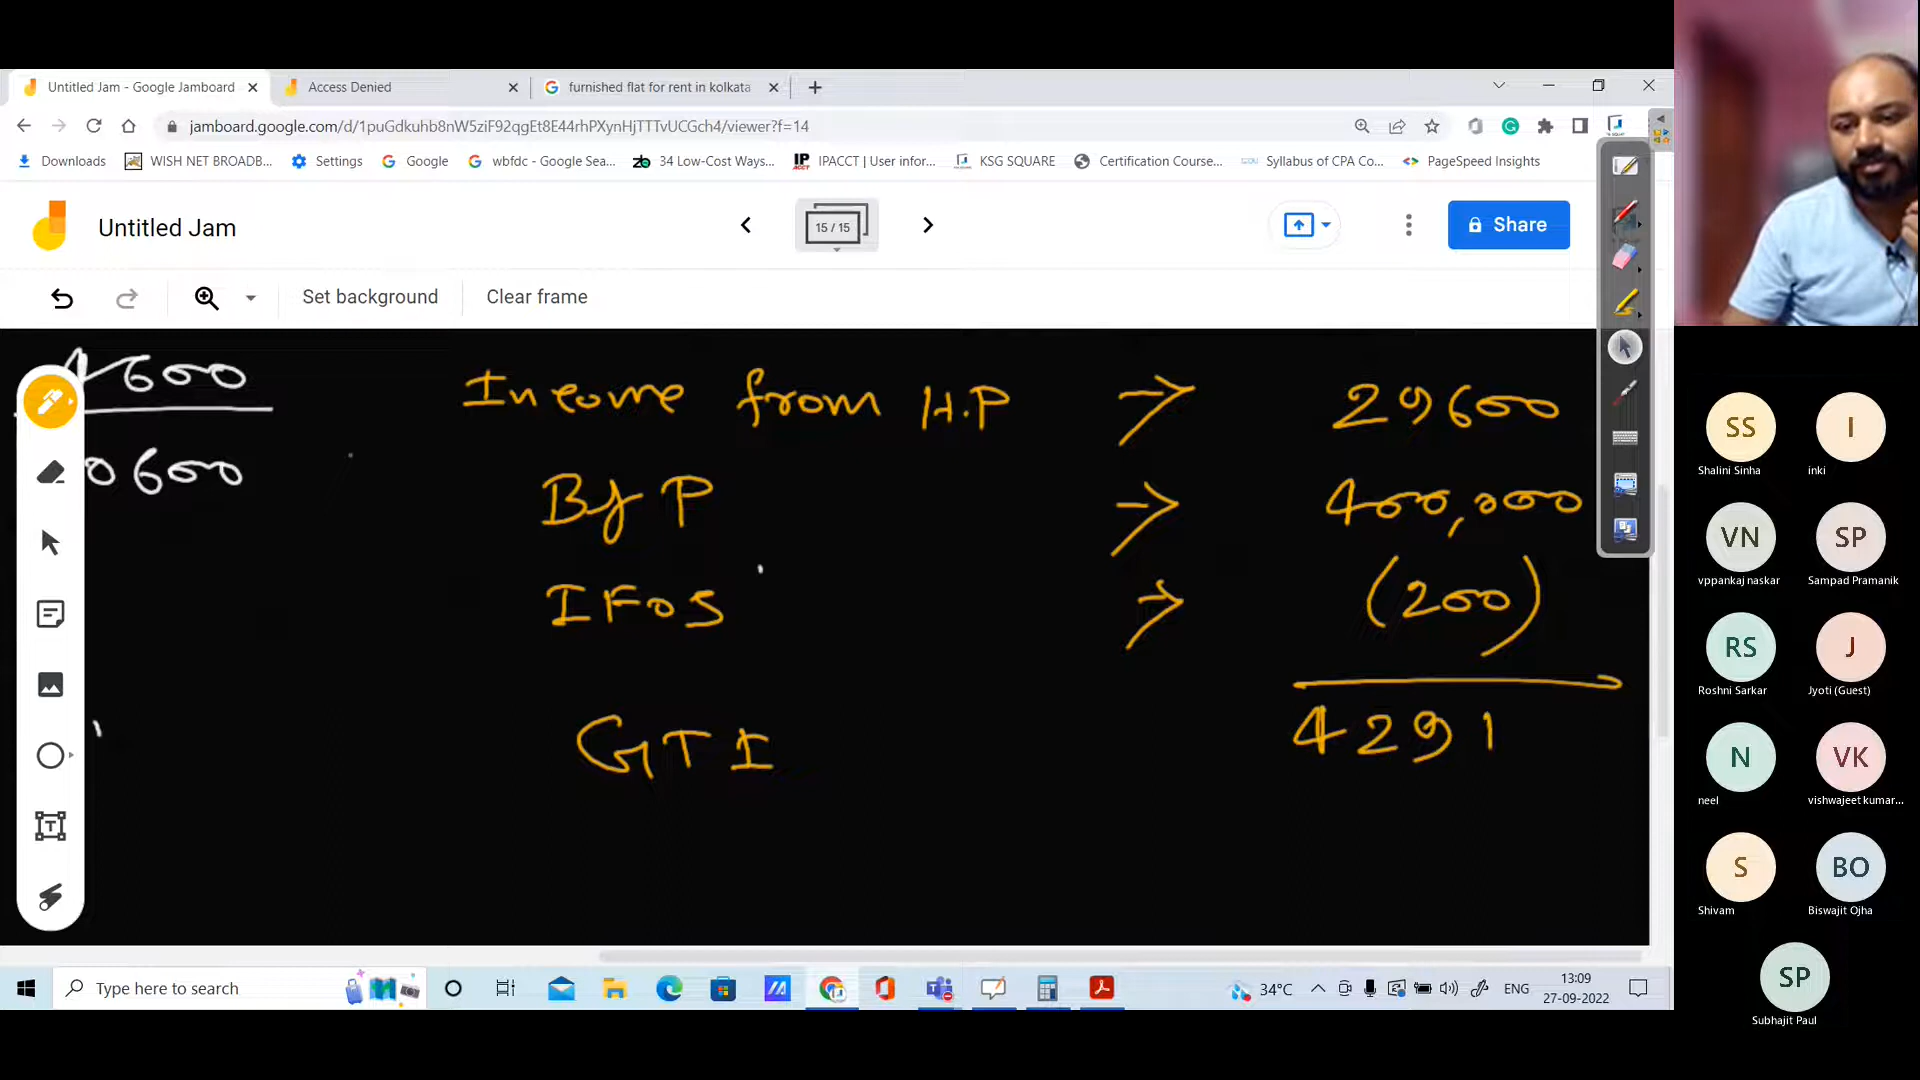 Untitled Jam - Google Jamboard
Access Denied
furnished flat for rent in kolkata
jamboard.google.com/d/1puGdkuhb8nW5ziF92qgEt8E44rhPXynHjTTTvUCGch4/viewer?f=14
Downloads
WISH NET BROADB...
Settings
Google
wbfdc - Google Sea...
34 Low-Cost Ways...
IPACCT | User infor...
KSG SQUARE
Certification Course...
Syllabus of CPA Co...
PageSpeed Insights
Untitled Jam
15 / 15
Share
Set background
Clear frame
4600
0600
Income from H.P → 29600
BfP → 400,000
IFOS → (200)
GTI 4291
SS
Shalini Sinha
I
inki
VN
vppankaj naskar
SP
Sampad Pramanik
RS
Roshni Sarkar
J
Jyoti (Guest)
N
neel
VK
vishwajeet kumar...
S
Shivam
BO
Biswajit Ojha
SP
Subhajit Paul
Type here to search
34°C
ENG
13:09
27-09-2022